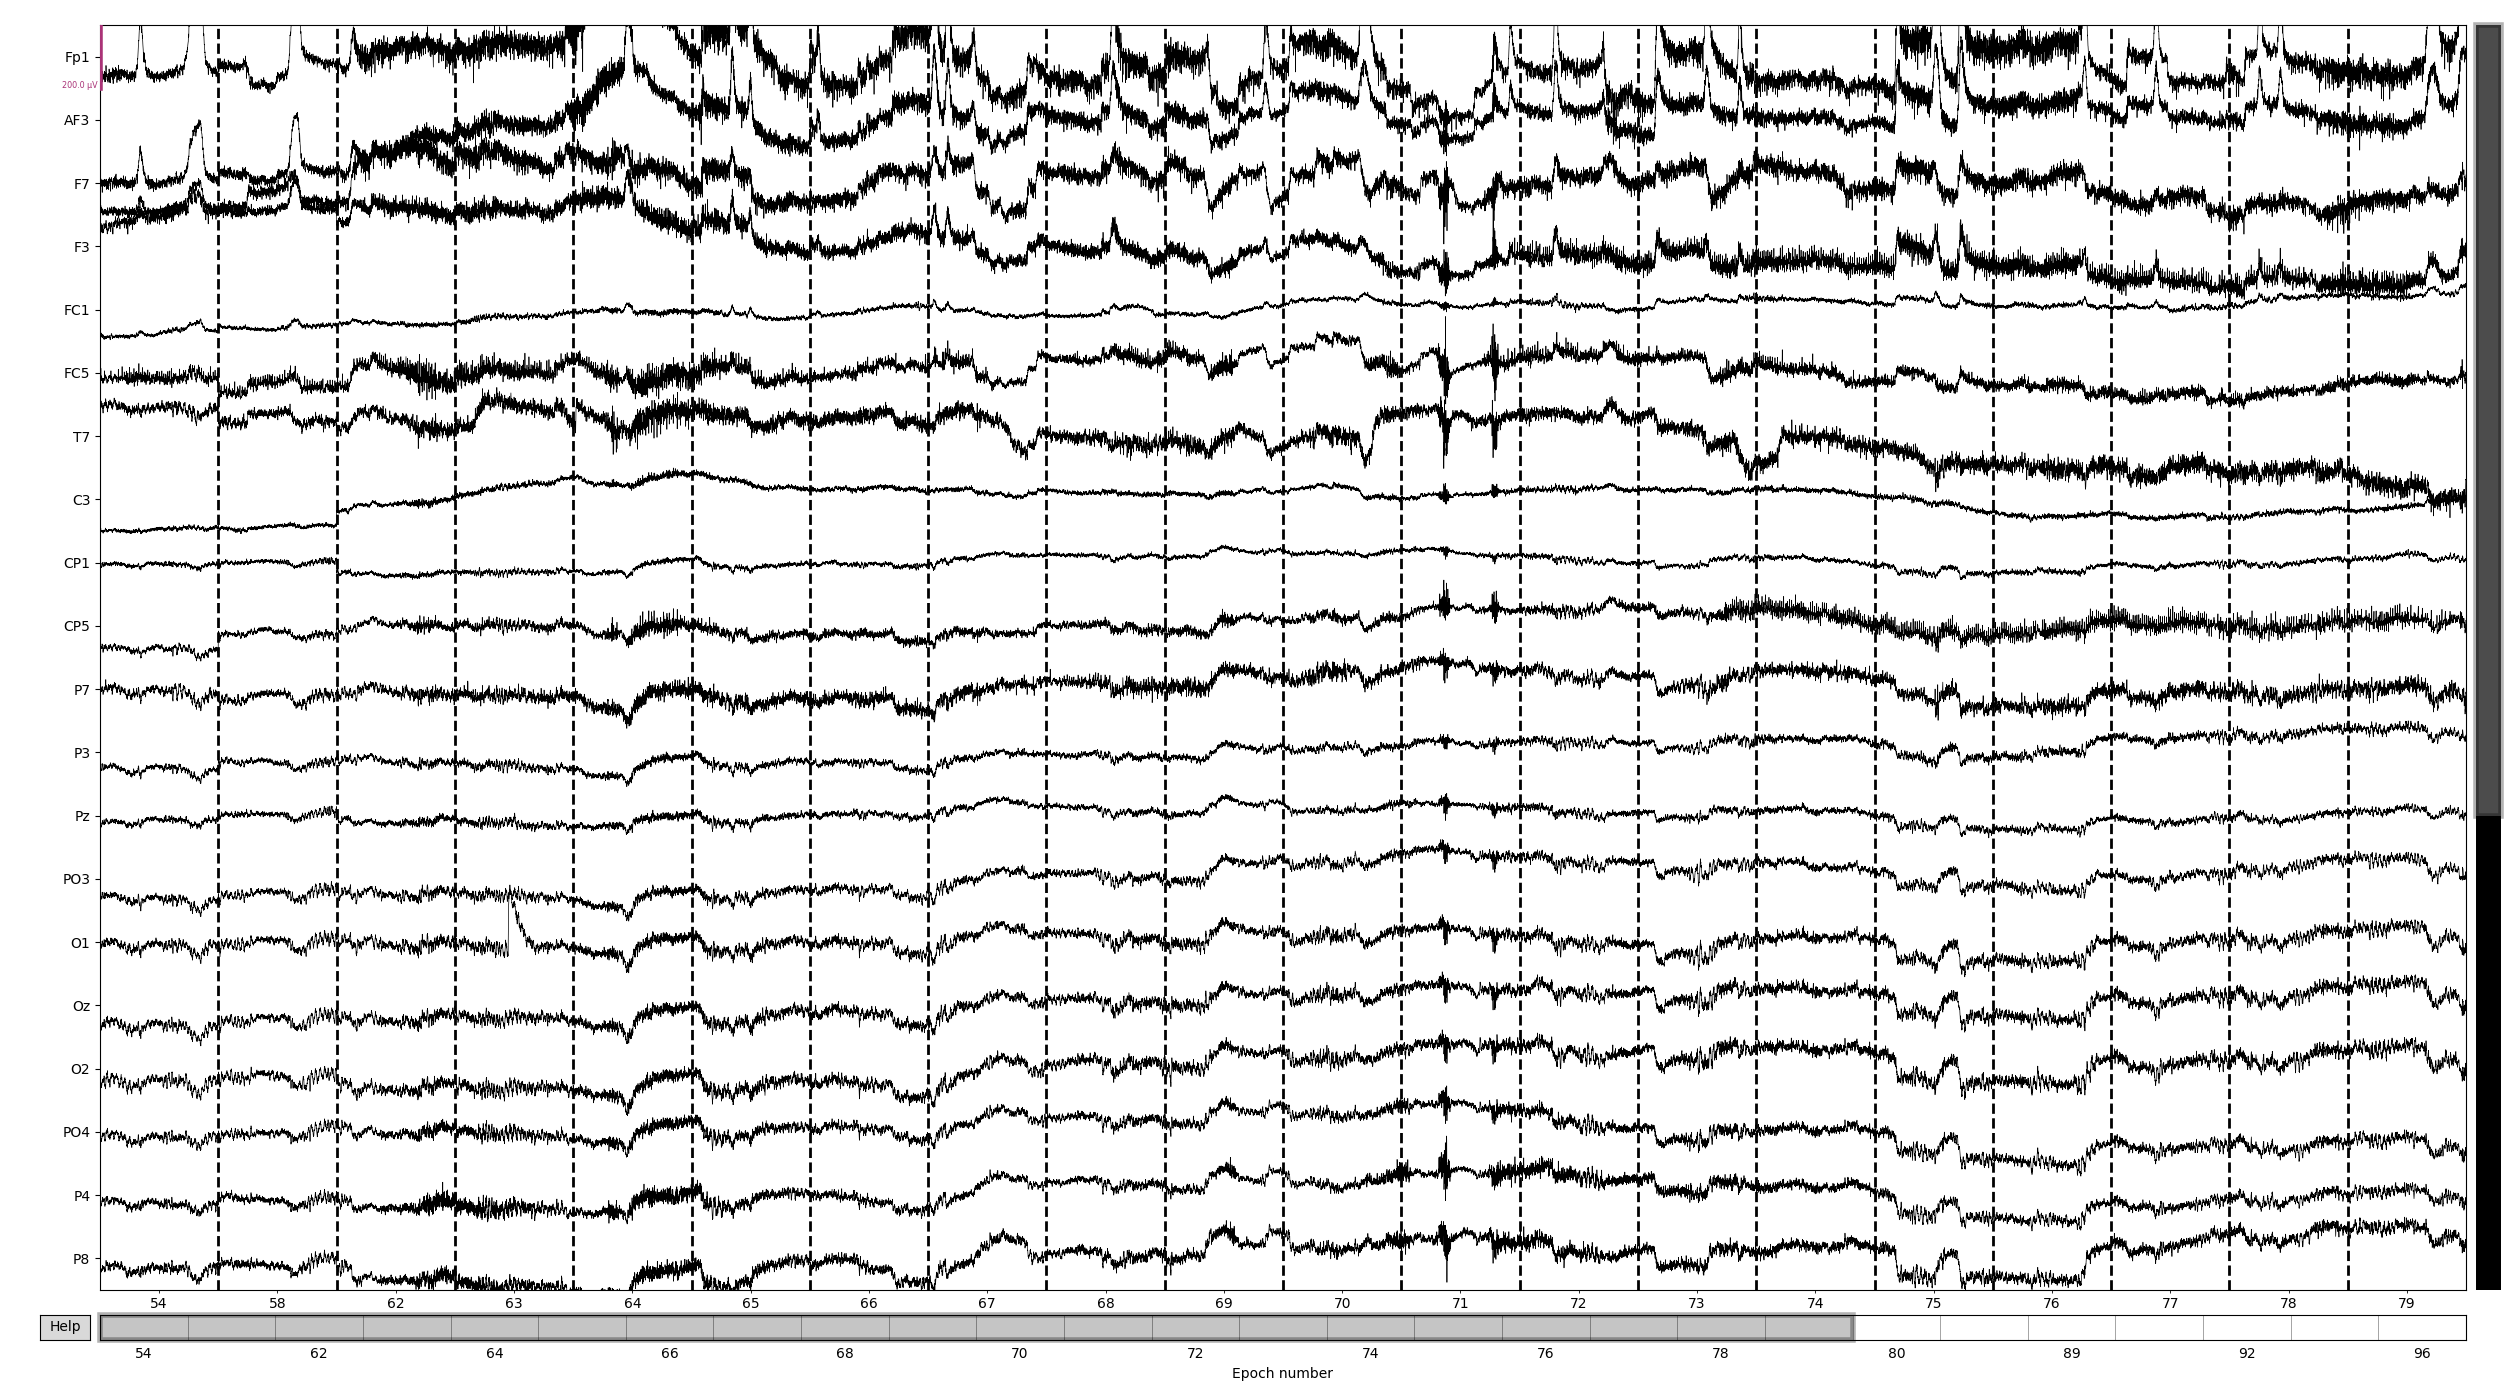 Fp1
200.0 µV
AF3
F7
F3
FC1
FC5
T7
C3
CP1
CP5
P7
P3
Pz
PO3
O1
Oz
O2
PO4
P4
P8
54 58 62 63 64 65 66 67 68 69 70 71 72 73 74 75 76 77 78 79
Help
54 62 64 66 68 70 72 74 76 78 80 89 92 96
Epoch number